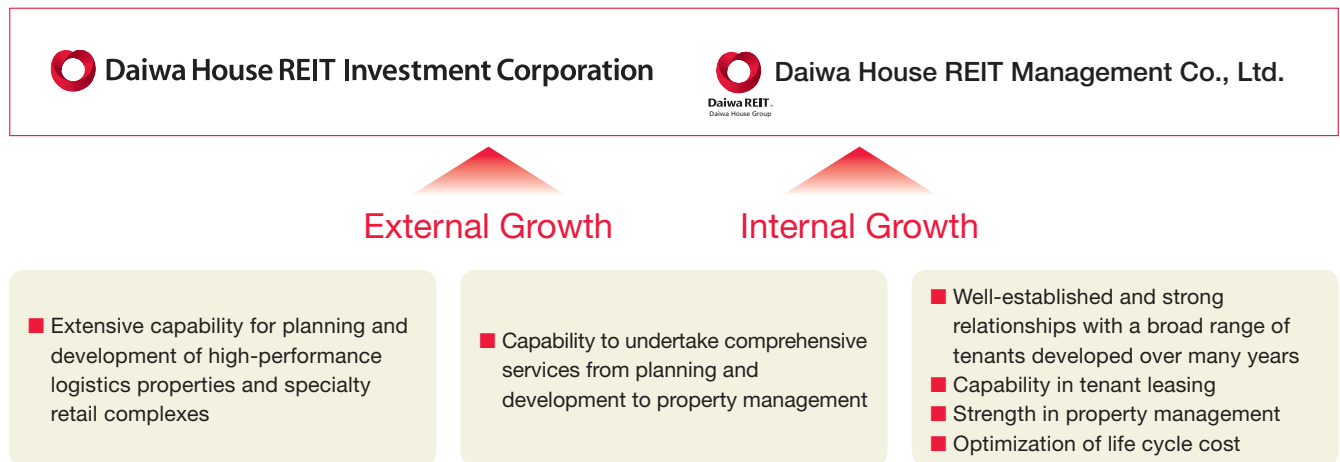 Daiwa House REIT Investment Corporation
Daiwa House REIT Management Co., Ltd.
Daiwa REIT™
Daiwa House Group
External Growth
Internal Growth
■ Extensive capability for planning and
development of high-performance
logistics properties and specialty
retail complexes
■ Capability to undertake comprehensive
services from planning and
development to property management
■ Well-established and strong
relationships with a broad range of
tenants developed over many years
■ Capability in tenant leasing
■ Strength in property management
■ Optimization of life cycle cost